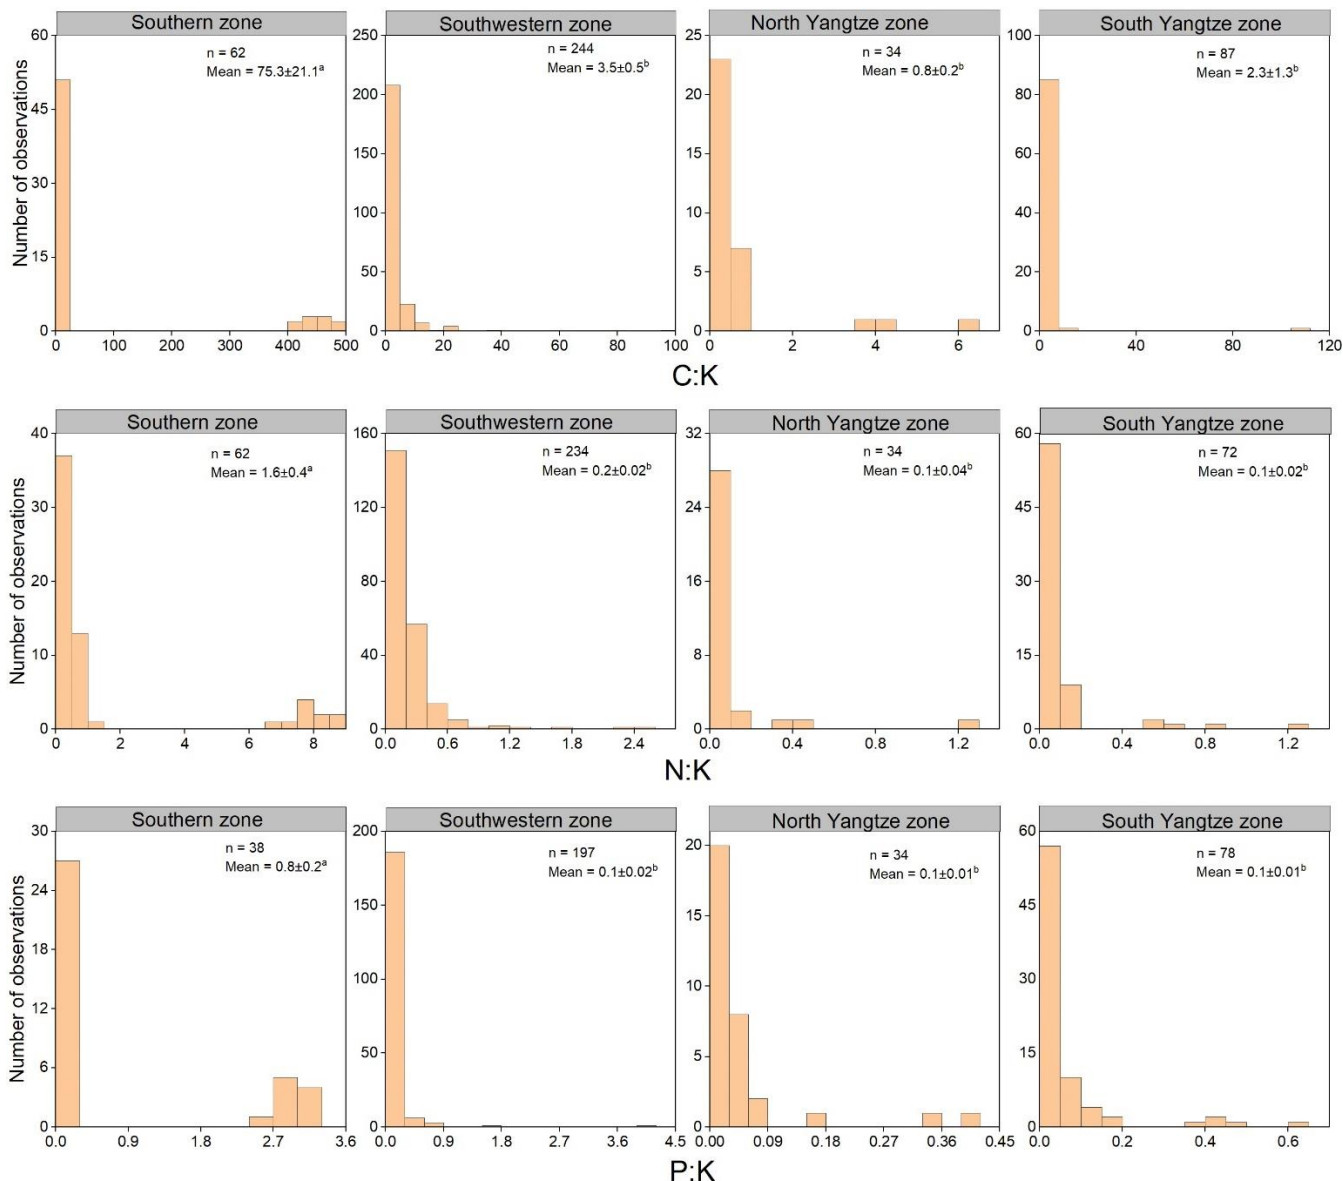 Southern zone
n = 62
Mean = 75.3±21.1ᵃ
60
45
30
15
0
0 100 200 300 400 500
Number of observations
Southwestern zone
n = 244
Mean = 3.5±0.5ᵇ
250
200
150
100
50
0
0 20 40 60 80 100
North Yangtze zone
n = 34
Mean = 0.8±0.2ᵇ
25
20
15
10
5
0
0 2 4 6
South Yangtze zone
n = 87
Mean = 2.3±1.3ᵇ
100
80
60
40
20
0
0 40 80 120
C:K
Southern zone
n = 62
Mean = 1.6±0.4ᵃ
40
30
20
10
0
0 2 4 6 8
Number of observations
Southwestern zone
n = 234
Mean = 0.2±0.02ᵇ
160
120
80
40
0
0.0 0.6 1.2 1.8 2.4
North Yangtze zone
n = 34
Mean = 0.1±0.04ᵇ
32
24
16
8
0
0.0 0.4 0.8 1.2
South Yangtze zone
n = 72
Mean = 0.1±0.02ᵇ
60
45
30
15
0
0.0 0.4 0.8 1.2
N:K
Southern zone
n = 38
Mean = 0.8±0.2ᵃ
30
24
18
12
6
0
0.0 0.9 1.8 2.7 3.6
Number of observations
Southwestern zone
n = 197
Mean = 0.1±0.02ᵇ
200
150
100
50
0
0.0 0.9 1.8 2.7 3.6 4.5
North Yangtze zone
n = 34
Mean = 0.1±0.01ᵇ
20
15
10
5
0
0.00 0.09 0.18 0.27 0.36 0.45
South Yangtze zone
n = 78
Mean = 0.1±0.01ᵇ
60
45
30
15
0
0.0 0.2 0.4 0.6
P:K